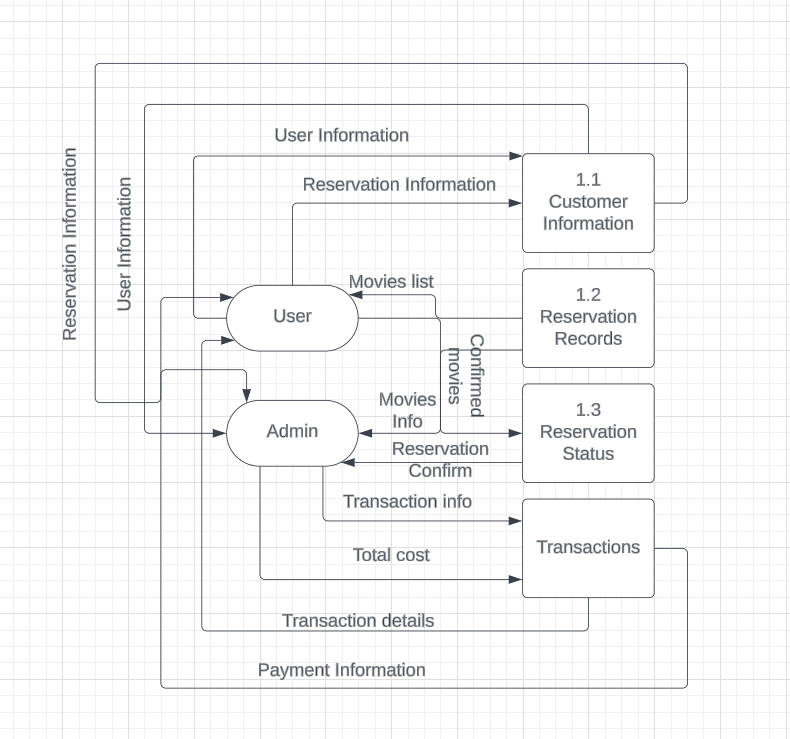 User Information
Reservation Information
1.1
Customer
Information
Reservation Information
User Information
Movies list
User
1.2
Reservation
Records
Confirmed
movies
Movies
Info
Admin
1.3
Reservation
Status
Reservation
Confirm
Transaction info
Transactions
Total cost
Transaction details
Payment Information